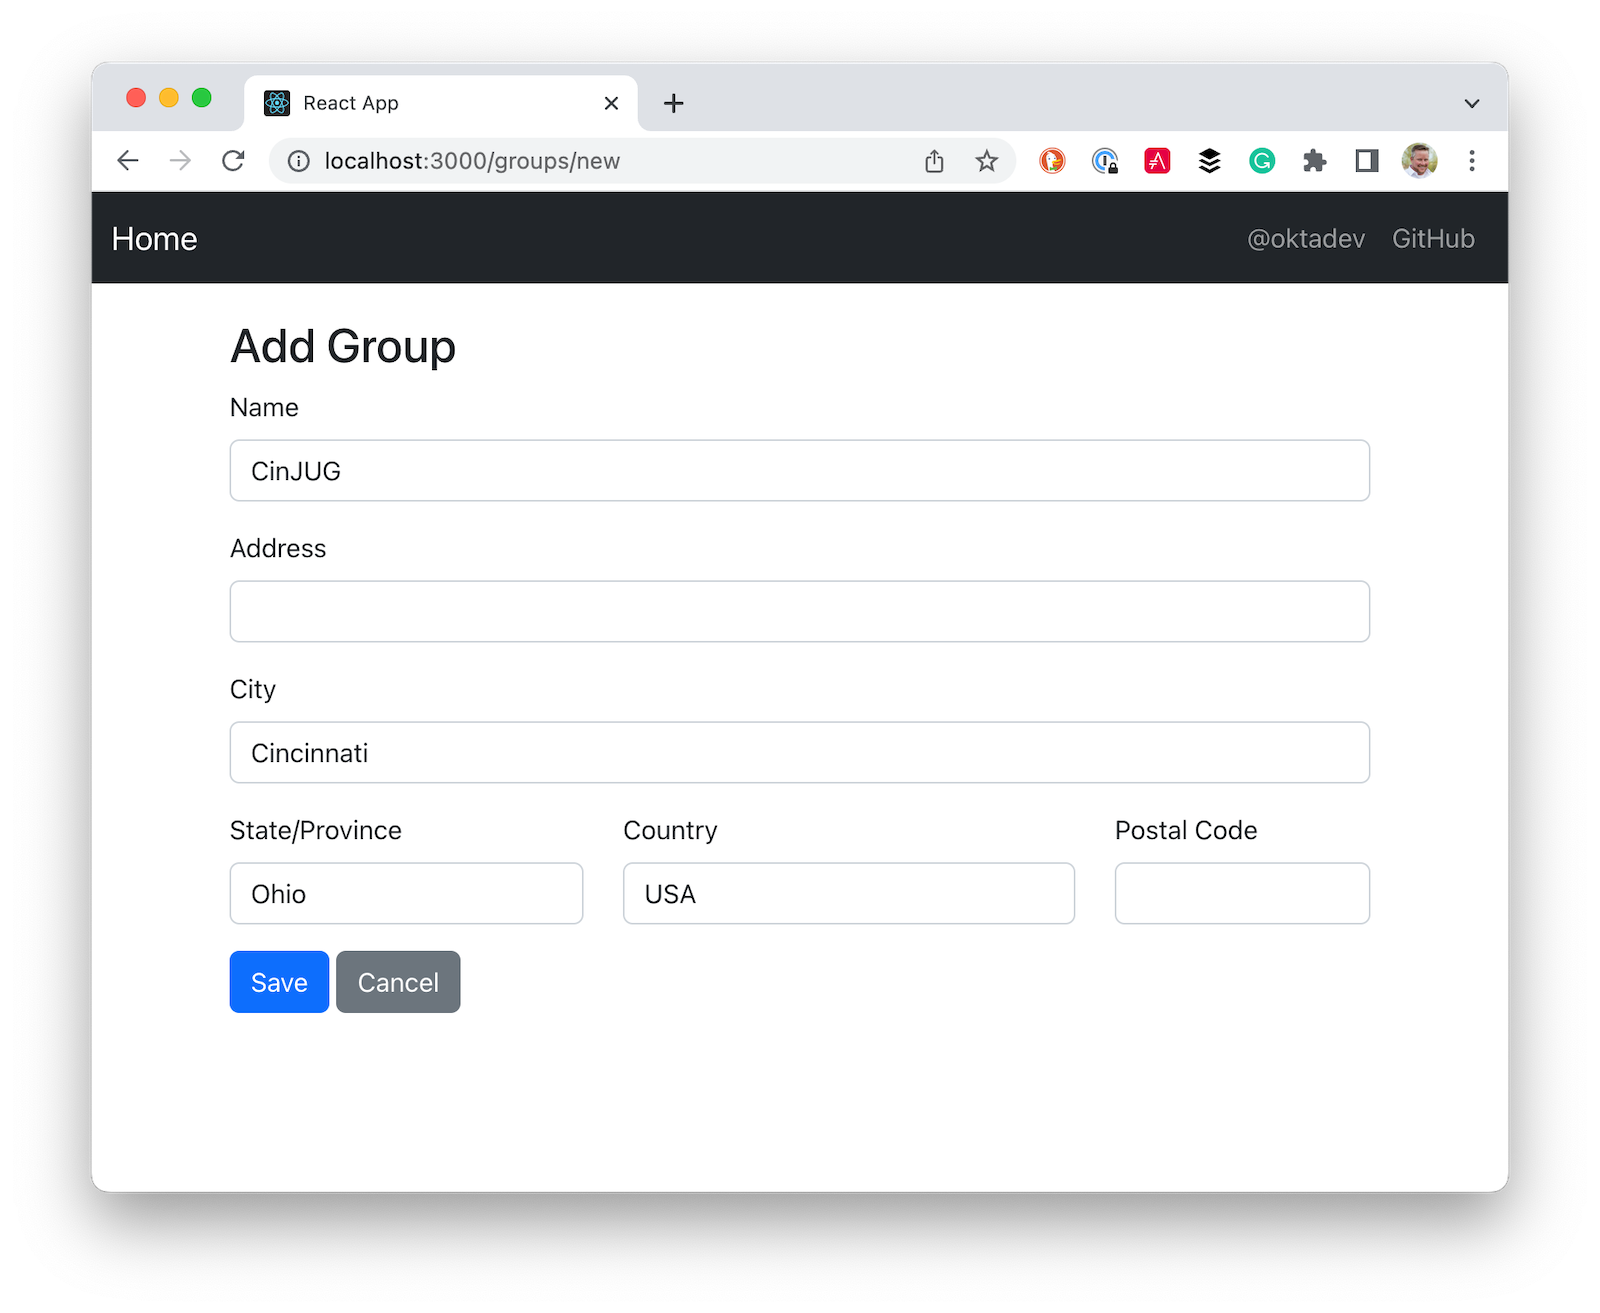 React App
localhost:3000/groups/new
Home @oktadev GitHub
Add Group
Name
CinJUG
Address
City
Cincinnati
State/Province Country Postal Code
Ohio USA
Save Cancel